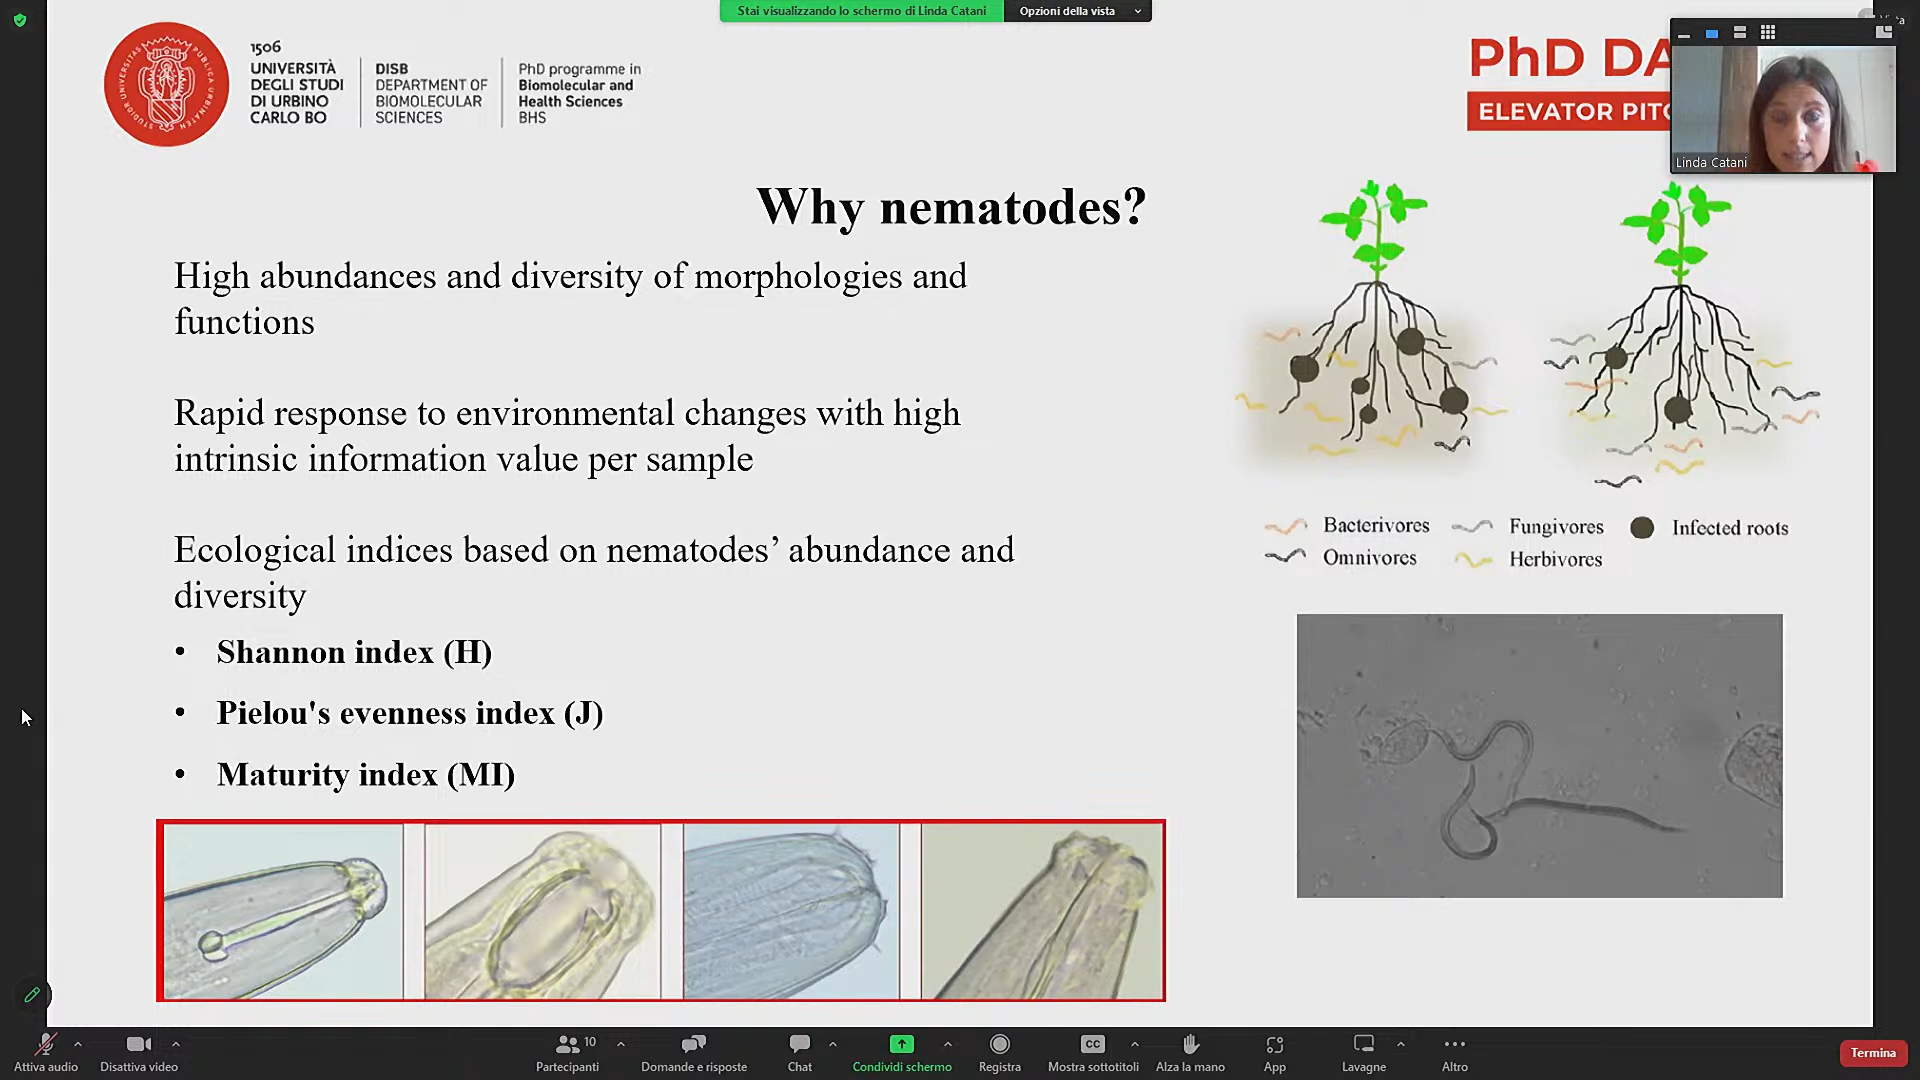 Stai visualizzando lo schermo di Linda Catani
Opzioni della vista
1506
UNIVERSITÀ
DEGLI STUDI
DI URBINO
CARLO BO
DISB
DEPARTMENT OF
BIOMOLECULAR
SCIENCES
PhD programme in
Biomolecular and
Health Sciences
BHS
PhD DA
ELEVATOR PITC
Linda Catani
Why nematodes?
High abundances and diversity of morphologies and
functions
Rapid response to environmental changes with high
intrinsic information value per sample
Ecological indices based on nematodes’ abundance and
diversity
• Shannon index (H)
• Pielou's evenness index (J)
• Maturity index (MI)
Bacterivores
Fungivores
Infected roots
Omnivores
Herbivores
Attiva audio
Disattiva video
Partecipanti
10
Domande e risposte
Chat
Condividi schermo
Registra
CC
Mostra sottotitoli
Alza la mano
App
Lavagne
Altro
Termina